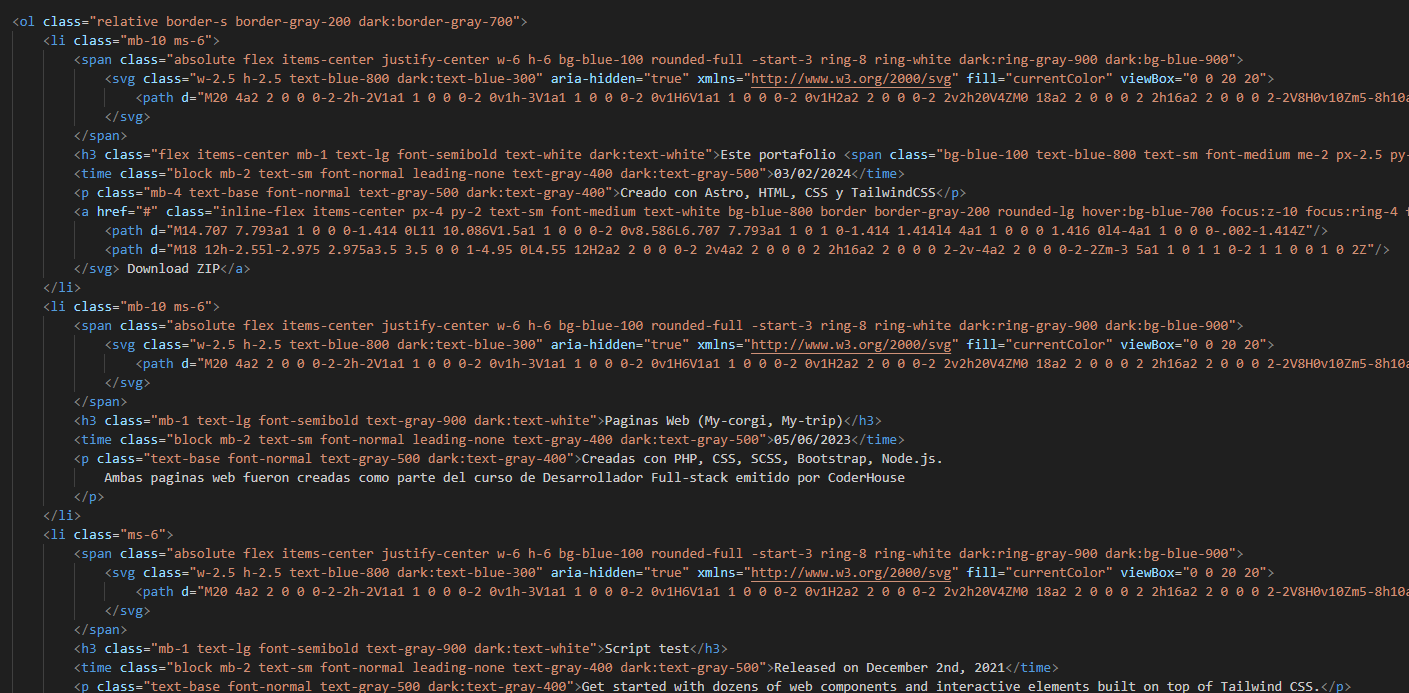 <ol class="relative border-s border-gray-200 dark:border-gray-700">
<li class="mb-10 ms-6">
<span class="absolute flex items-center justify-center w-6 h-6 bg-blue-100 rounded-full -start-3 ring-8 ring-white dark:ring-gray-900 dark:bg-blue-900">
<svg class="w-2.5 h-2.5 text-blue-800 dark:text-blue-300" aria-hidden="true" xmlns="http://www.w3.org/2000/svg" fill="currentColor" viewBox="0 0 20 20">
<path d="M20 4a2 2 0 0 0-2-2h-2V1a1 1 0 0 0-2 0v1h-3V1a1 1 0 0 0-2 0v1H6V1a1 1 0 0 0-2 0v1H2a2 2 0 0 0-2 2v2h20V4ZM0 18a2 2 0 0 0 2 2h16a2 2 0 0 0 2-2V8H0v10Zm5-8h10a
</svg>
</span>
<h3 class="flex items-center mb-1 text-lg font-semibold text-white dark:text-white">Este portafolio <span class="bg-blue-100 text-blue-800 text-sm font-medium me-2 px-2.5 py-
<time class="block mb-2 text-sm font-normal leading-none text-gray-400 dark:text-gray-500">03/02/2024</time>
<p class="mb-4 text-base font-normal text-gray-500 dark:text-gray-400">Creado con Astro, HTML, CSS y TailwindCSS</p>
<a href="#" class="inline-flex items-center px-4 py-2 text-sm font-medium text-white bg-blue-800 border border-gray-200 rounded-lg hover:bg-blue-700 focus:z-10 focus:ring-4 f
<path d="M14.707 7.793a1 1 0 0 0-1.414 0L11 10.086V1.5a1 1 0 0 0-2 0v8.586L6.707 7.793a1 1 0 1 0-1.414 1.414l4 4a1 1 0 0 0 1.416 0l4-4a1 1 0 0 0-.002-1.414Z"/>
<path d="M18 12h-2.55l-2.975 2.975a3.5 3.5 0 0 1-4.95 0L4.55 12H2a2 2 0 0 0-2 2v4a2 2 0 0 0 2 2h16a2 2 0 0 0 2-2v-4a2 2 0 0 0-2-2Zm-3 5a1 1 0 1 1 0-2 1 1 0 0 1 0 2Z"/>
</svg> Download ZIP</a>
</li>
<li class="mb-10 ms-6">
<span class="absolute flex items-center justify-center w-6 h-6 bg-blue-100 rounded-full -start-3 ring-8 ring-white dark:ring-gray-900 dark:bg-blue-900">
<svg class="w-2.5 h-2.5 text-blue-800 dark:text-blue-300" aria-hidden="true" xmlns="http://www.w3.org/2000/svg" fill="currentColor" viewBox="0 0 20 20">
<path d="M20 4a2 2 0 0 0-2-2h-2V1a1 1 0 0 0-2 0v1h-3V1a1 1 0 0 0-2 0v1H6V1a1 1 0 0 0-2 0v1H2a2 2 0 0 0-2 2v2h20V4ZM0 18a2 2 0 0 0 2 2h16a2 2 0 0 0 2-2V8H0v10Zm5-8h10a
</svg>
</span>
<h3 class="mb-1 text-lg font-semibold text-gray-900 dark:text-white">Paginas Web (My-corgi, My-trip)</h3>
<time class="block mb-2 text-sm font-normal leading-none text-gray-400 dark:text-gray-500">05/06/2023</time>
<p class="text-base font-normal text-gray-500 dark:text-gray-400">Creadas con PHP, CSS, SCSS, Bootstrap, Node.js.
Ambas paginas web fueron creadas como parte del curso de Desarrollador Full-stack emitido por CoderHouse
</p>
</li>
<li class="ms-6">
<span class="absolute flex items-center justify-center w-6 h-6 bg-blue-100 rounded-full -start-3 ring-8 ring-white dark:ring-gray-900 dark:bg-blue-900">
<svg class="w-2.5 h-2.5 text-blue-800 dark:text-blue-300" aria-hidden="true" xmlns="http://www.w3.org/2000/svg" fill="currentColor" viewBox="0 0 20 20">
<path d="M20 4a2 2 0 0 0-2-2h-2V1a1 1 0 0 0-2 0v1h-3V1a1 1 0 0 0-2 0v1H6V1a1 1 0 0 0-2 0v1H2a2 2 0 0 0-2 2v2h20V4ZM0 18a2 2 0 0 0 2 2h16a2 2 0 0 0 2-2V8H0v10Zm5-8h10a
</svg>
</span>
<h3 class="mb-1 text-lg font-semibold text-gray-900 dark:text-white">Script test</h3>
<time class="block mb-2 text-sm font-normal leading-none text-gray-400 dark:text-gray-500">Released on December 2nd, 2021</time>
<p class="text-base font-normal text-gray-500 dark:text-gray-400">Get started with dozens of web components and interactive elements built on top of Tailwind CSS.</p>